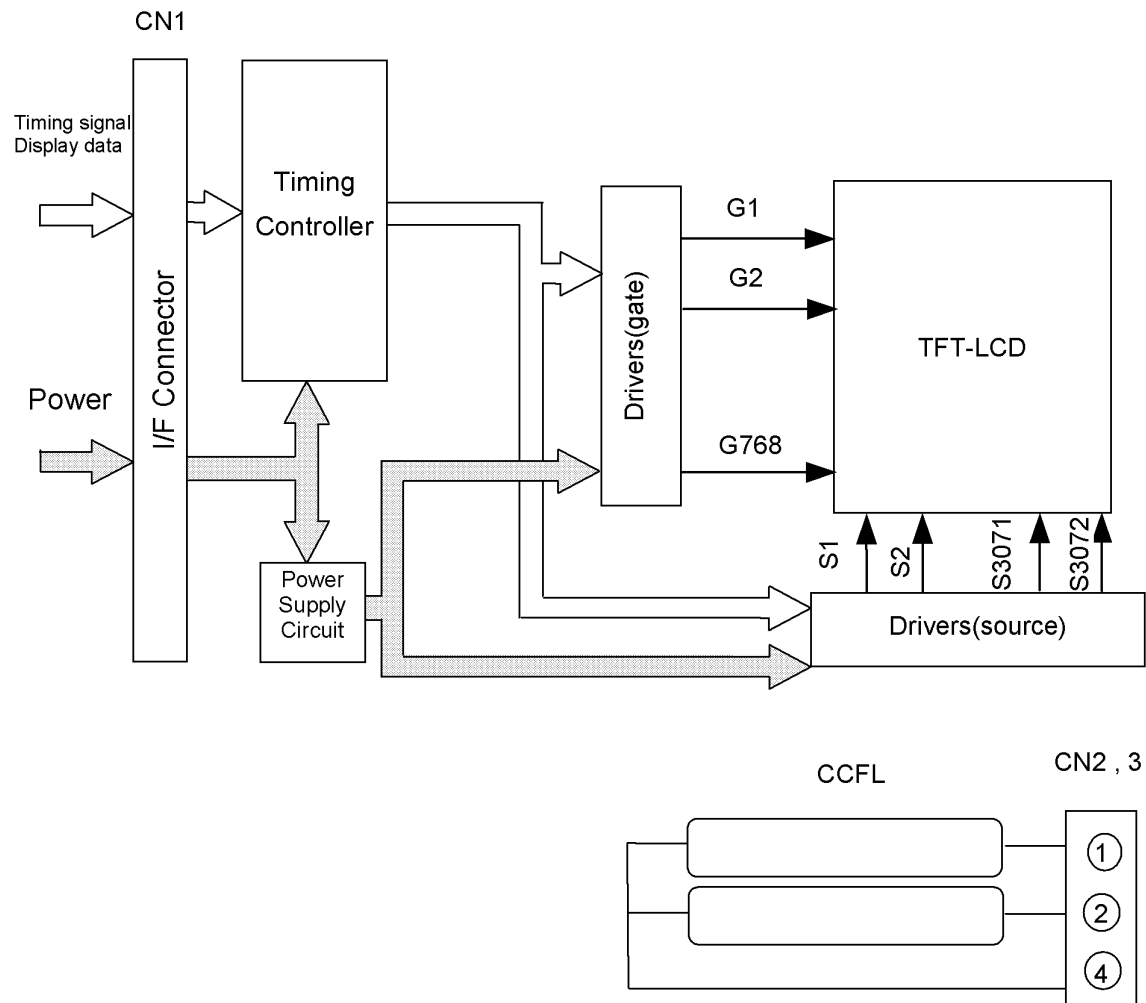 CN1
Timing signal
Display data
Power
I/F Connector
Timing
Controller
Power
Supply
Circuit
Drivers(gate)
G1
G2
G768
TFT-LCD
S1
S2
S3071
S3072
Drivers(source)
CCFL
CN2 , 3
1
2
4